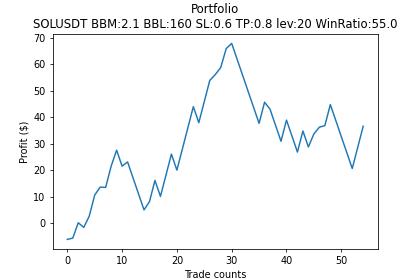 Portfolio
SOLUSDT BBM:2.1 BBL:160 SL:0.6 TP:0.8 lev:20 WinRatio:55.0
70
60
50
40
30
20
10
0
Profit ($)
0 10 20 30 40 50
Trade counts